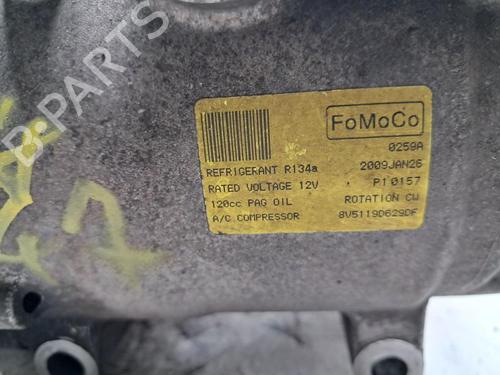 FoMoCo
0259A
REFRIGERANT R134a 2009JAN26
RATED VOLTAGE 12V P10157
120cc PAG OIL ROTATION CW
A/C COMPRESSOR 8V5119D629DF
B-PARTS